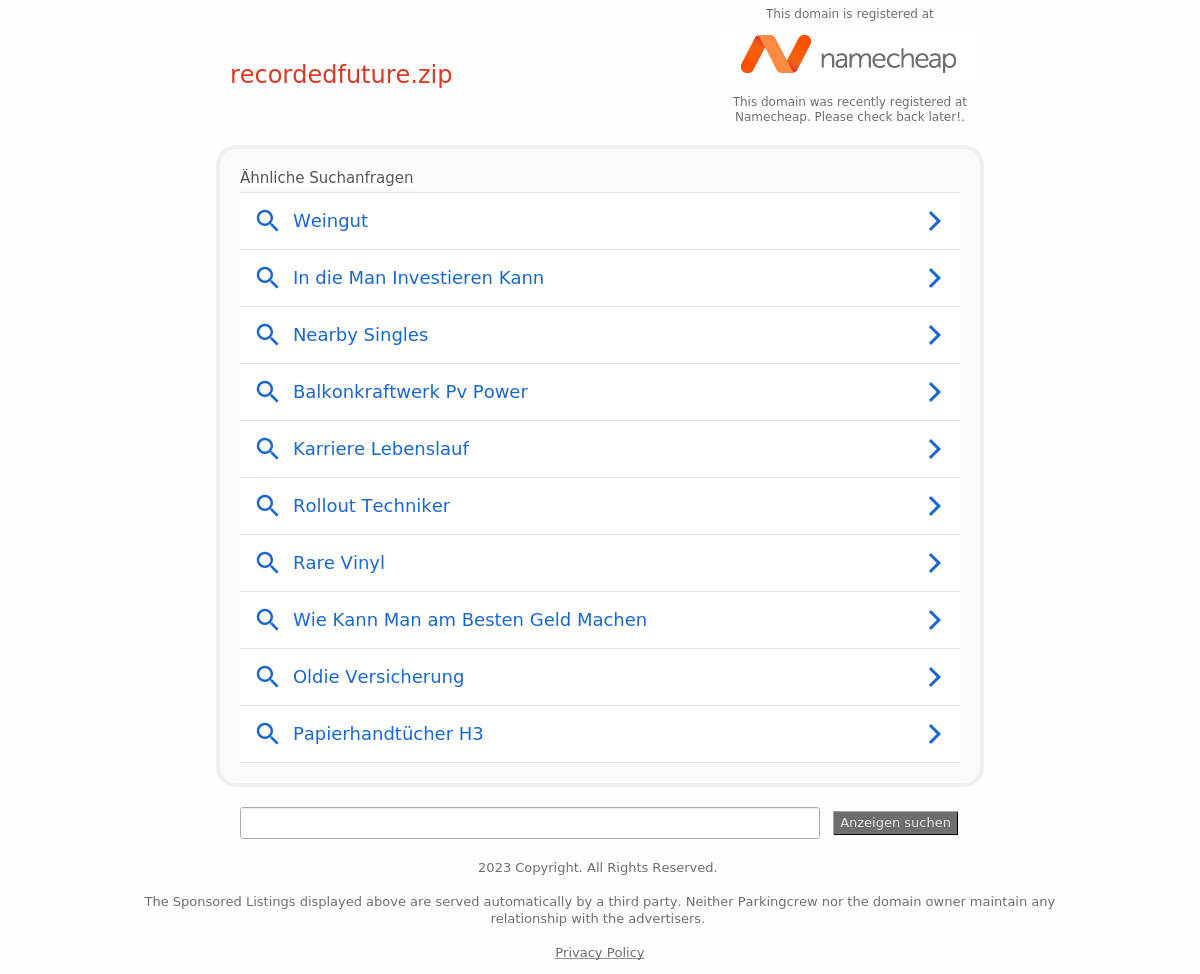 This domain is registered at
namecheap
recordedfuture.zip
This domain was recently registered at
Namecheap. Please check back later!.
Ähnliche Suchanfragen
Weingut
In die Man Investieren Kann
Nearby Singles
Balkonkraftwerk Pv Power
Karriere Lebenslauf
Rollout Techniker
Rare Vinyl
Wie Kann Man am Besten Geld Machen
Oldie Versicherung
Papierhandtücher H3
Anzeigen suchen
2023 Copyright. All Rights Reserved.
The Sponsored Listings displayed above are served automatically by a third party. Neither Parkingcrew nor the domain owner maintain any
relationship with the advertisers.
Privacy Policy